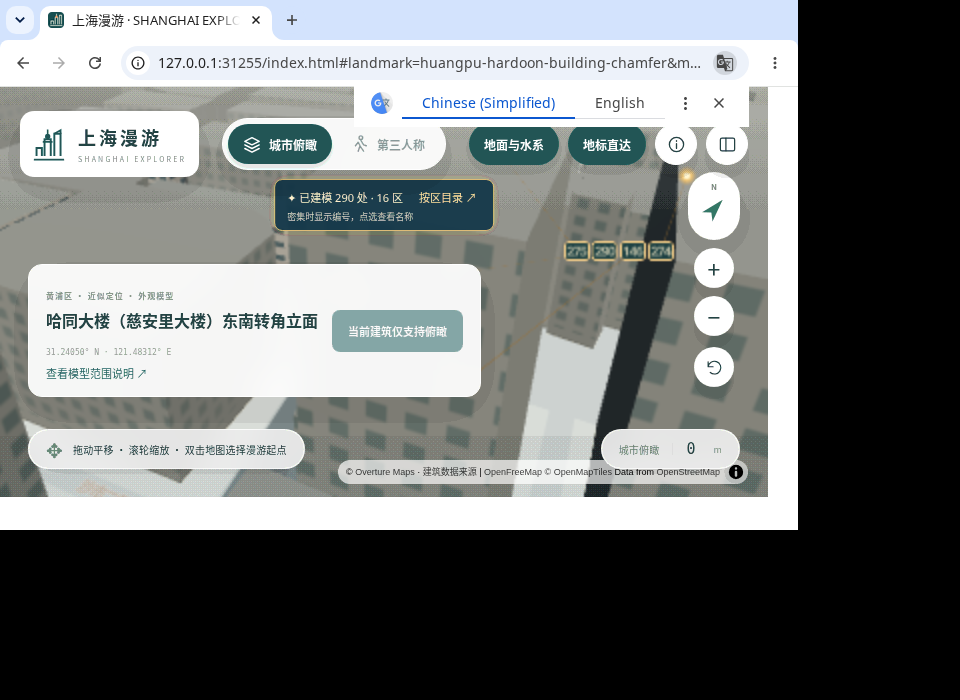 上海漫游 · SHANGHAI EXPLO
127.0.0.1:31255/index.html#landmark=huangpu-hardoon-building-chamfer&m...
Chinese (Simplified) English
上海漫游
SHANGHAI EXPLORER
城市俯瞰 第三人称 地面与水系 地标直达
✦ 已建模 290 处 · 16 区 按区目录 ↗
密集时显示编号，点选查看名称
N
275 290 146 274
黄浦区 · 近似定位 · 外观模型
哈同大楼（慈安里大楼）东南转角立面
当前建筑仅支持俯瞰
31.24050° N · 121.48312° E
查看模型范围说明 ↗
拖动平移 · 滚轮缩放 · 双击地图选择漫游起点
城市俯瞰 0 m
© Overture Maps · 建筑数据来源 | OpenFreeMap © OpenMapTiles Data from OpenStreetMap